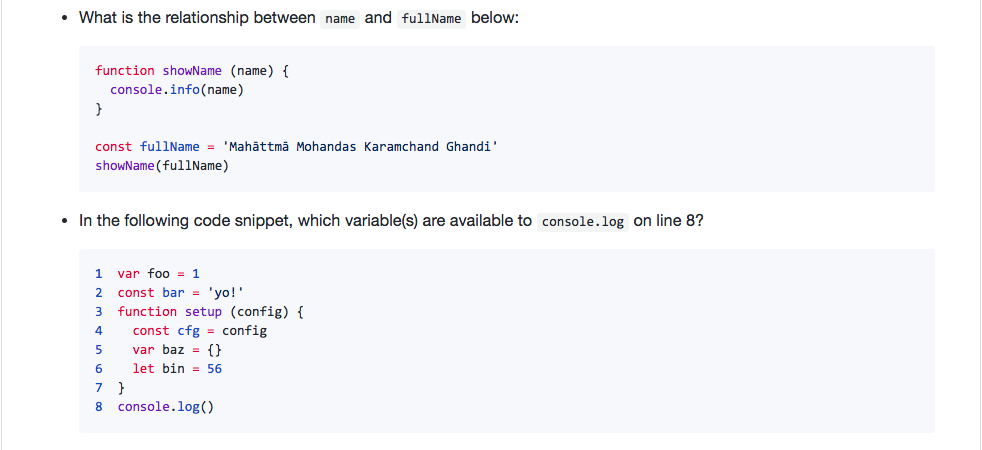 What is the relationship between name and fullName below:
function showName (name) {
console.info(name)
}
const fullName = 'Mahāttmā Mohandas Karamchand Ghandi'
showName(fullName)
In the following code snippet, which variable(s) are available to console.log on line 8?
1 var foo = 1
2 const bar = 'yo!'
3 function setup (config) {
4 const cfg = config
5 var baz = {}
6 let bin = 56
7 }
8 console.log()